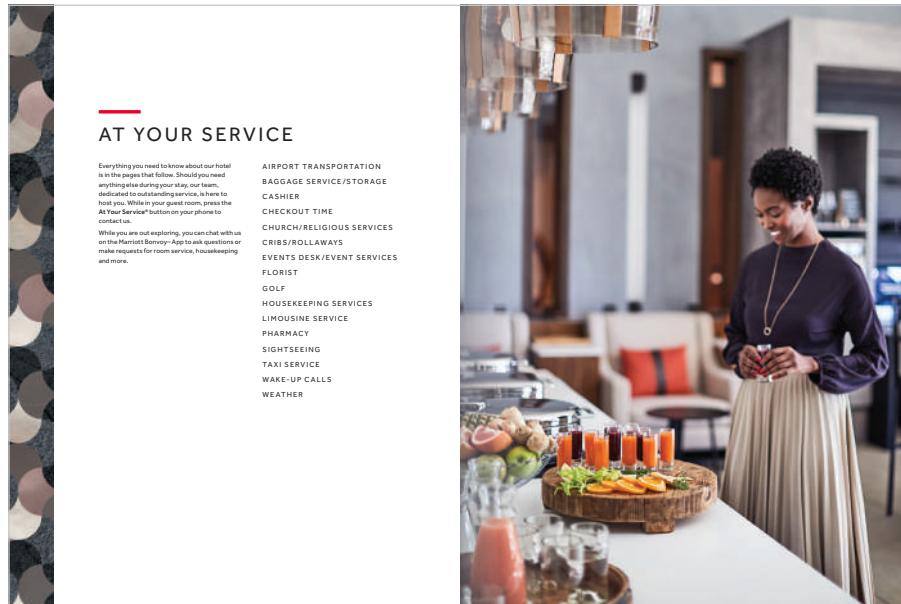 AT YOUR SERVICE
Everything you need to know about our hotel
is in the pages that follow. Should you need
anything else during your stay, our team,
dedicated to outstanding service, is here to
host you. While in your guest room, press the
At Your Service® button on your phone to
contact us.
While you are out exploring, you can chat with us
on the Marriott Bonvoy™ App to ask questions or
make requests for room service, housekeeping
and more.
AIRPORT TRANSPORTATION
BAGGAGE SERVICE/STORAGE
CASHIER
CHECKOUT TIME
CHURCH/RELIGIOUS SERVICES
CRIBS/ROLLAWAYS
EVENTS DESK/EVENT SERVICES
FLORIST
GOLF
HOUSEKEEPING SERVICES
LIMOUSINE SERVICE
PHARMACY
SIGHTSEEING
TAXI SERVICE
WAKE-UP CALLS
WEATHER